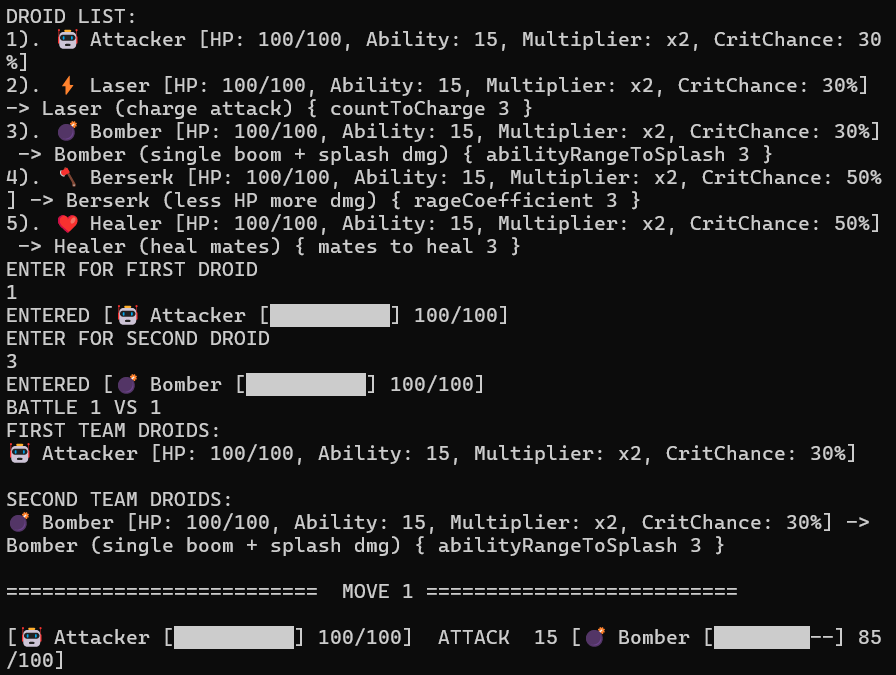 DROID LIST:
1). 🤖 Attacker [HP: 100/100, Ability: 15, Multiplier: x2, CritChance: 30
%]
2). ⚡ Laser [HP: 100/100, Ability: 15, Multiplier: x2, CritChance: 30%]
-> Laser (charge attack) { countToCharge 3 }
3). 💣 Bomber [HP: 100/100, Ability: 15, Multiplier: x2, CritChance: 30%]
 -> Bomber (single boom + splash dmg) { abilityRangeToSplash 3 }
4). 🪓 Berserk [HP: 100/100, Ability: 15, Multiplier: x2, CritChance: 50%
] -> Berserk (less HP more dmg) { rageCoefficient 3 }
5). ❤️ Healer [HP: 100/100, Ability: 15, Multiplier: x2, CritChance: 50%]
 -> Healer (heal mates) { mates to heal 3 }
ENTER FOR FIRST DROID
1
ENTERED [🤖 Attacker [██████████] 100/100]
ENTER FOR SECOND DROID
3
ENTERED [💣 Bomber [██████████] 100/100]
BATTLE 1 VS 1
FIRST TEAM DROIDS:
🤖 Attacker [HP: 100/100, Ability: 15, Multiplier: x2, CritChance: 30%]

SECOND TEAM DROIDS:
💣 Bomber [HP: 100/100, Ability: 15, Multiplier: x2, CritChance: 30%] ->
Bomber (single boom + splash dmg) { abilityRangeToSplash 3 }

==========================  MOVE 1 ==========================

[🤖 Attacker [██████████] 100/100]  ATTACK  15 [💣 Bomber [████████--] 85
/100]